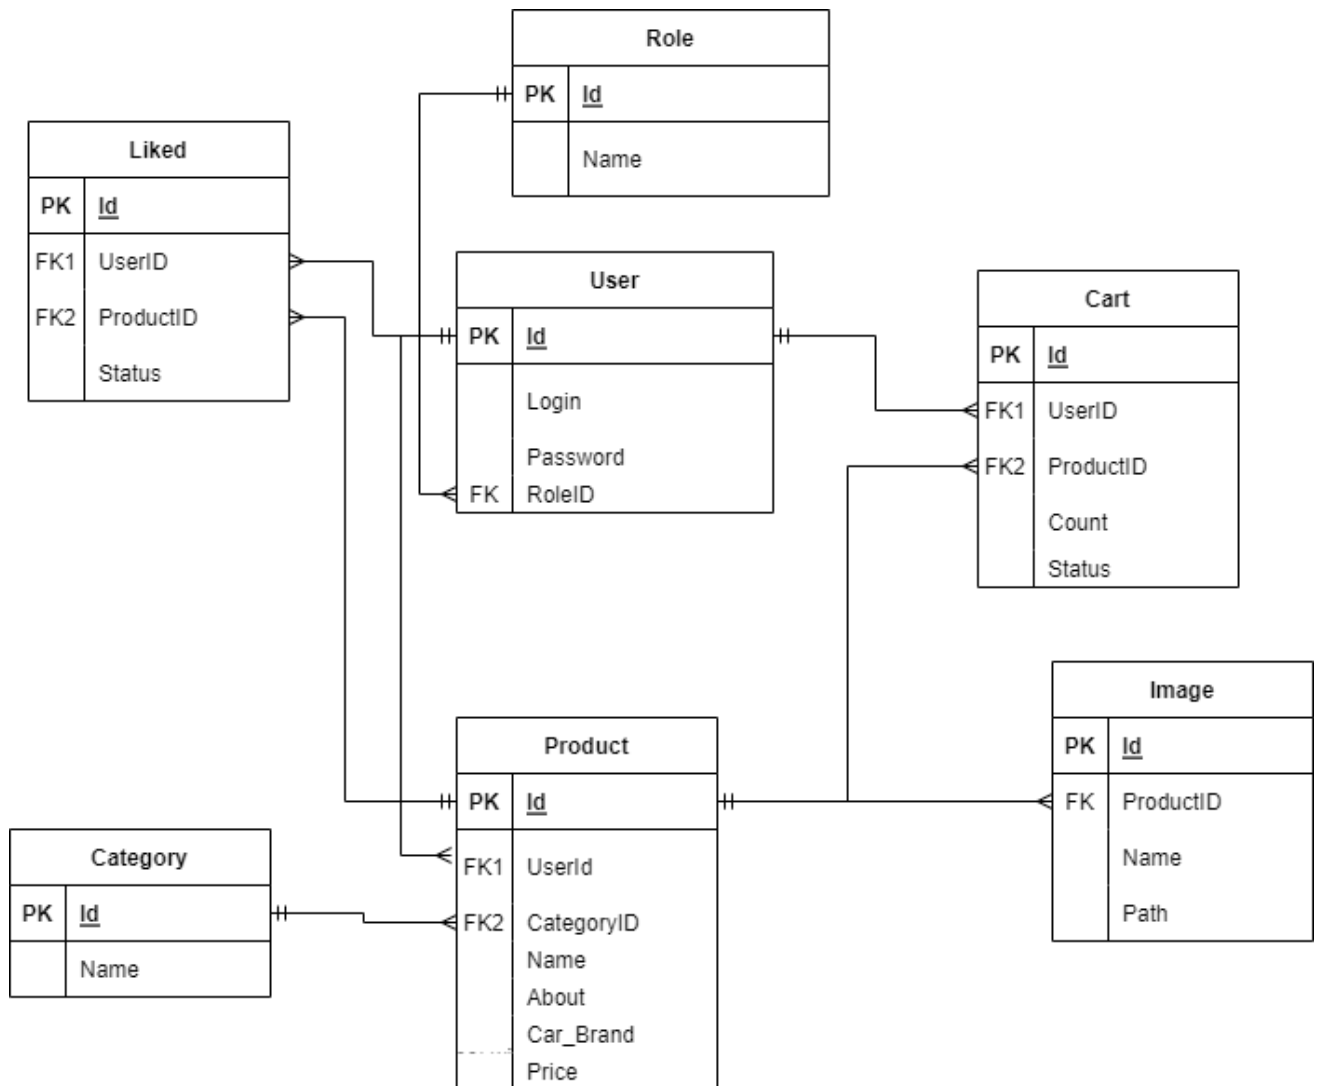 Role
PK Id
Name
Liked
PK Id
FK1 UserID
FK2 ProductID
Status
User
PK Id
Login
Password
FK RoleID
Cart
PK Id
FK1 UserID
FK2 ProductID
Count
Status
Image
PK Id
FK ProductID
Name
Path
Product
PK Id
FK1 UserId
FK2 CategoryID
Name
About
Car_Brand
Price
Category
PK Id
Name